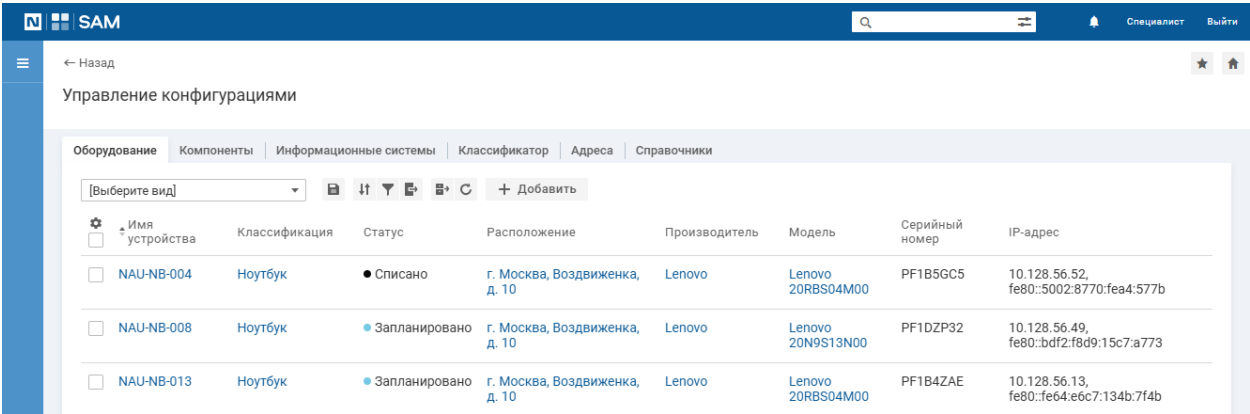 N SAM Специалист Выйти
← Назад
Управление конфигурациями
Оборудование Компоненты Информационные системы Классификатор Адреса Справочники
[Выберите вид] + Добавить
Имя устройства Классификация Статус Расположение Производитель Модель Серийный номер IP-адрес
NAU-NB-004 Ноутбук Списано г. Москва, Воздвиженка, Lenovo Lenovo PF1B5GC5 10.128.56.52,
д. 10 20RBS04M00 fe80::5002:8770:fea4:577b
NAU-NB-008 Ноутбук Запланировано г. Москва, Воздвиженка, Lenovo Lenovo PF1DZP32 10.128.56.49,
д. 10 20N9S13N00 fe80::bdf2:f8d9:15c7:a773
NAU-NB-013 Ноутбук Запланировано г. Москва, Воздвиженка, Lenovo Lenovo PF1B4ZAE 10.128.56.13,
д. 10 20RBS04M00 fe80::fe64:e6c7:134b:7f4b